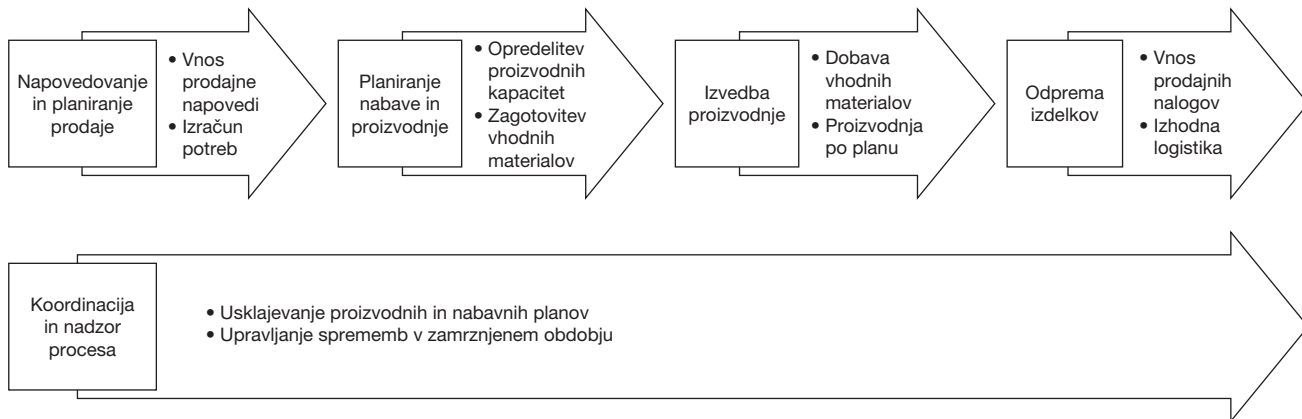 Napovedovanje
in planiranje
prodaje
• Vnos
prodajne
napovedi
• Izračun
potreb
Planiranje
nabave in
proizvodnje
• Opredelitev
proizvodnih
kapacitet
• Zagotovitev
vhodnih
materialov
Izvedba
proizvodnje
• Dobava
vhodnih
materialov
• Proizvodnja
po planu
Odprema
izdelkov
• Vnos
prodajnih
nalogov
• Izhodna
logistika
Koordinacija
in nadzor
procesa
• Usklajevanje proizvodnih in nabavnih planov
• Upravljanje sprememb v zamrznjenem obdobju